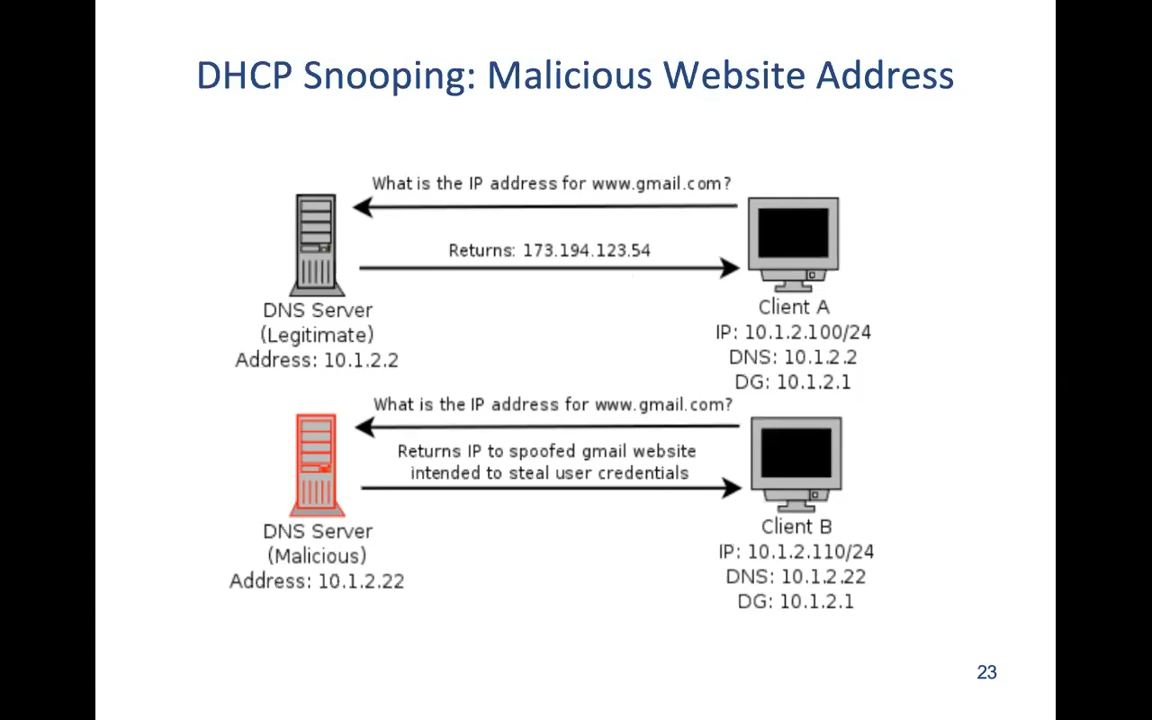 DHCP Snooping: Malicious Website Address
What is the IP address for www.gmail.com?
Returns: 173.194.123.54
DNS Server
(Legitimate)
Address: 10.1.2.2
Client A
IP: 10.1.2.100/24
DNS: 10.1.2.2
DG: 10.1.2.1
What is the IP address for www.gmail.com?
Returns IP to spoofed gmail website
intended to steal user credentials
DNS Server
(Malicious)
Address: 10.1.2.22
Client B
IP: 10.1.2.110/24
DNS: 10.1.2.22
DG: 10.1.2.1
23